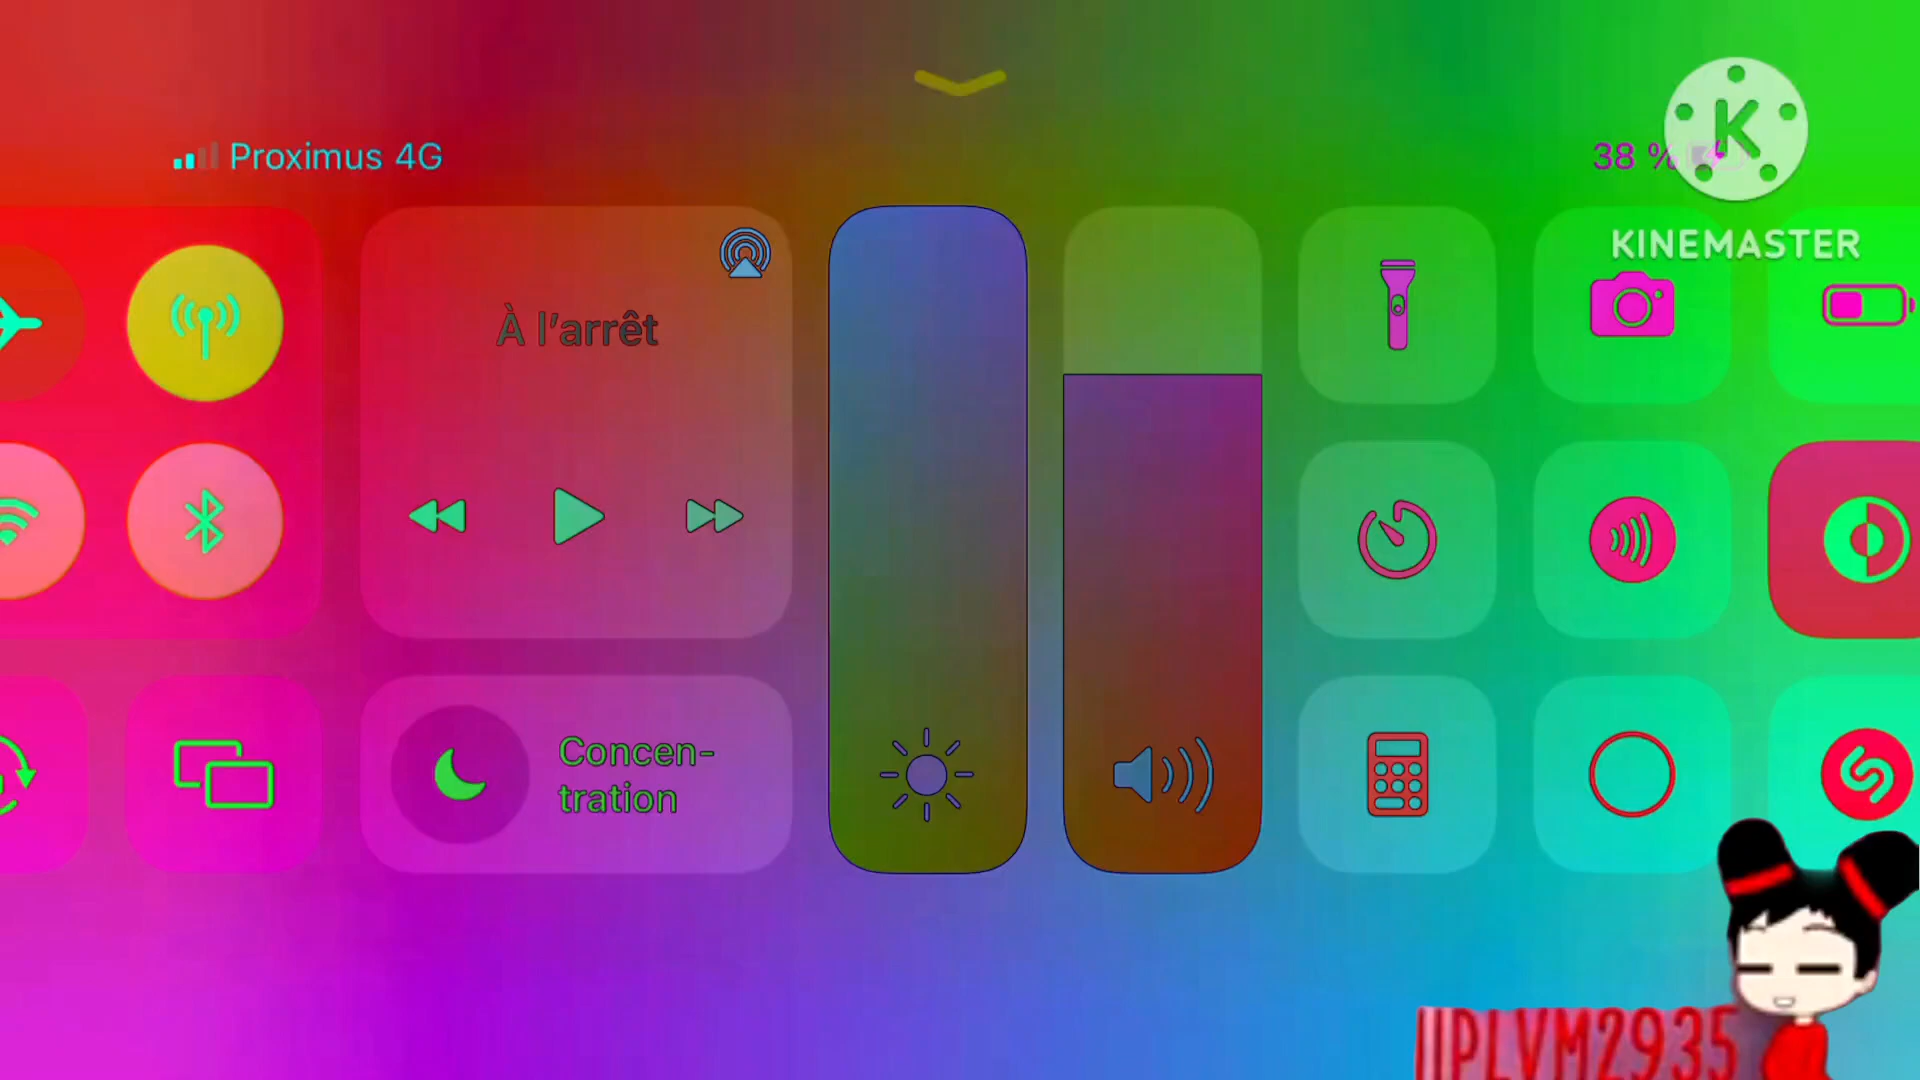 Proximus 4G
38 %
K
KINEMASTER
À l'arrêt
Concen-
tration
IIPLVM2935